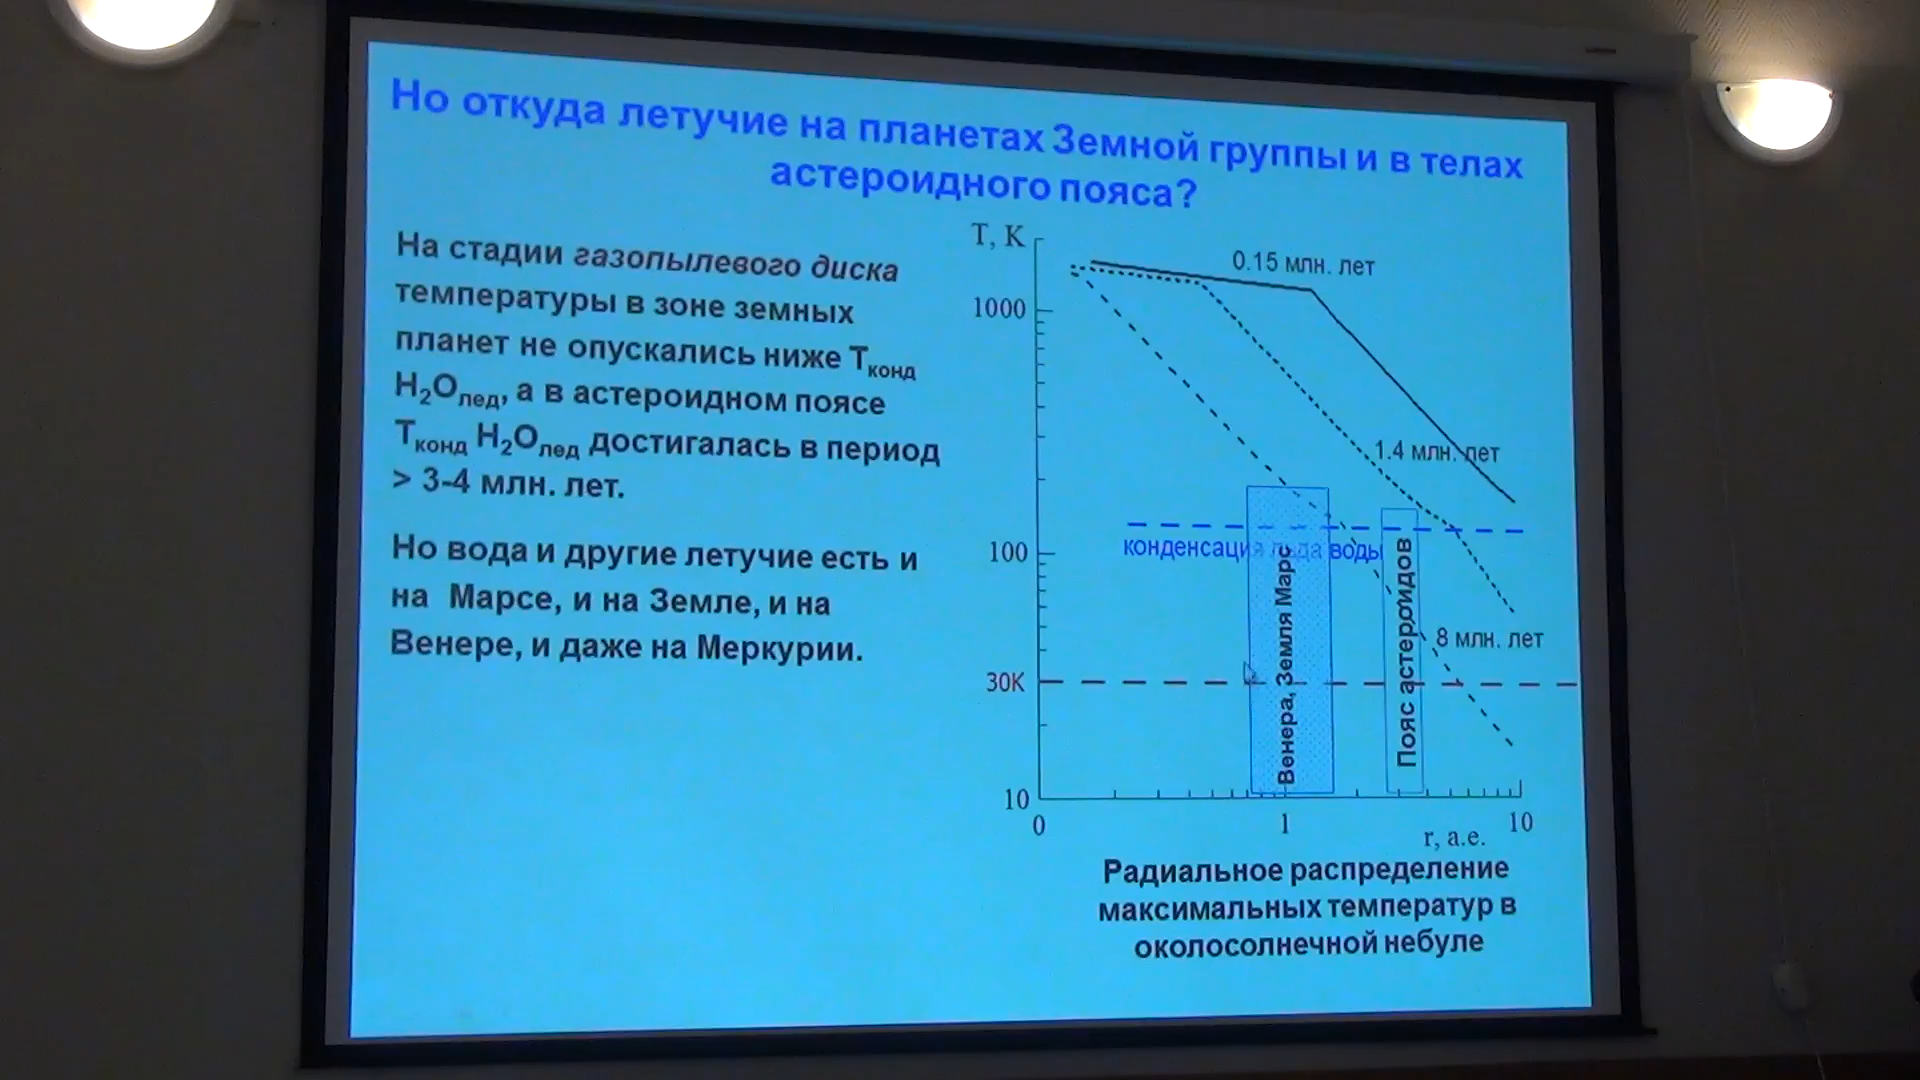 Но откуда летучие на планетах Земной группы и в телах
астероидного пояса?
На стадии газопылевого диска
температуры в зоне земных
планет не опускались ниже Tконд
H2Oлед, а в астероидном поясе
Tконд H2Oлед достигалась в период
> 3-4 млн. лет.
Но вода и другие летучие есть и
на Марсе, и на Земле, и на
Венере, и даже на Меркурии.
T, K
0.15 млн. лет
1000
1.4 млн. лет
100
конденсация льда воды
8 млн. лет
30K
Венера, Земля Марс
Пояс астероидов
10
0
1
10
r, а.е.
Радиальное распределение
максимальных температур в
околосолнечной небуле